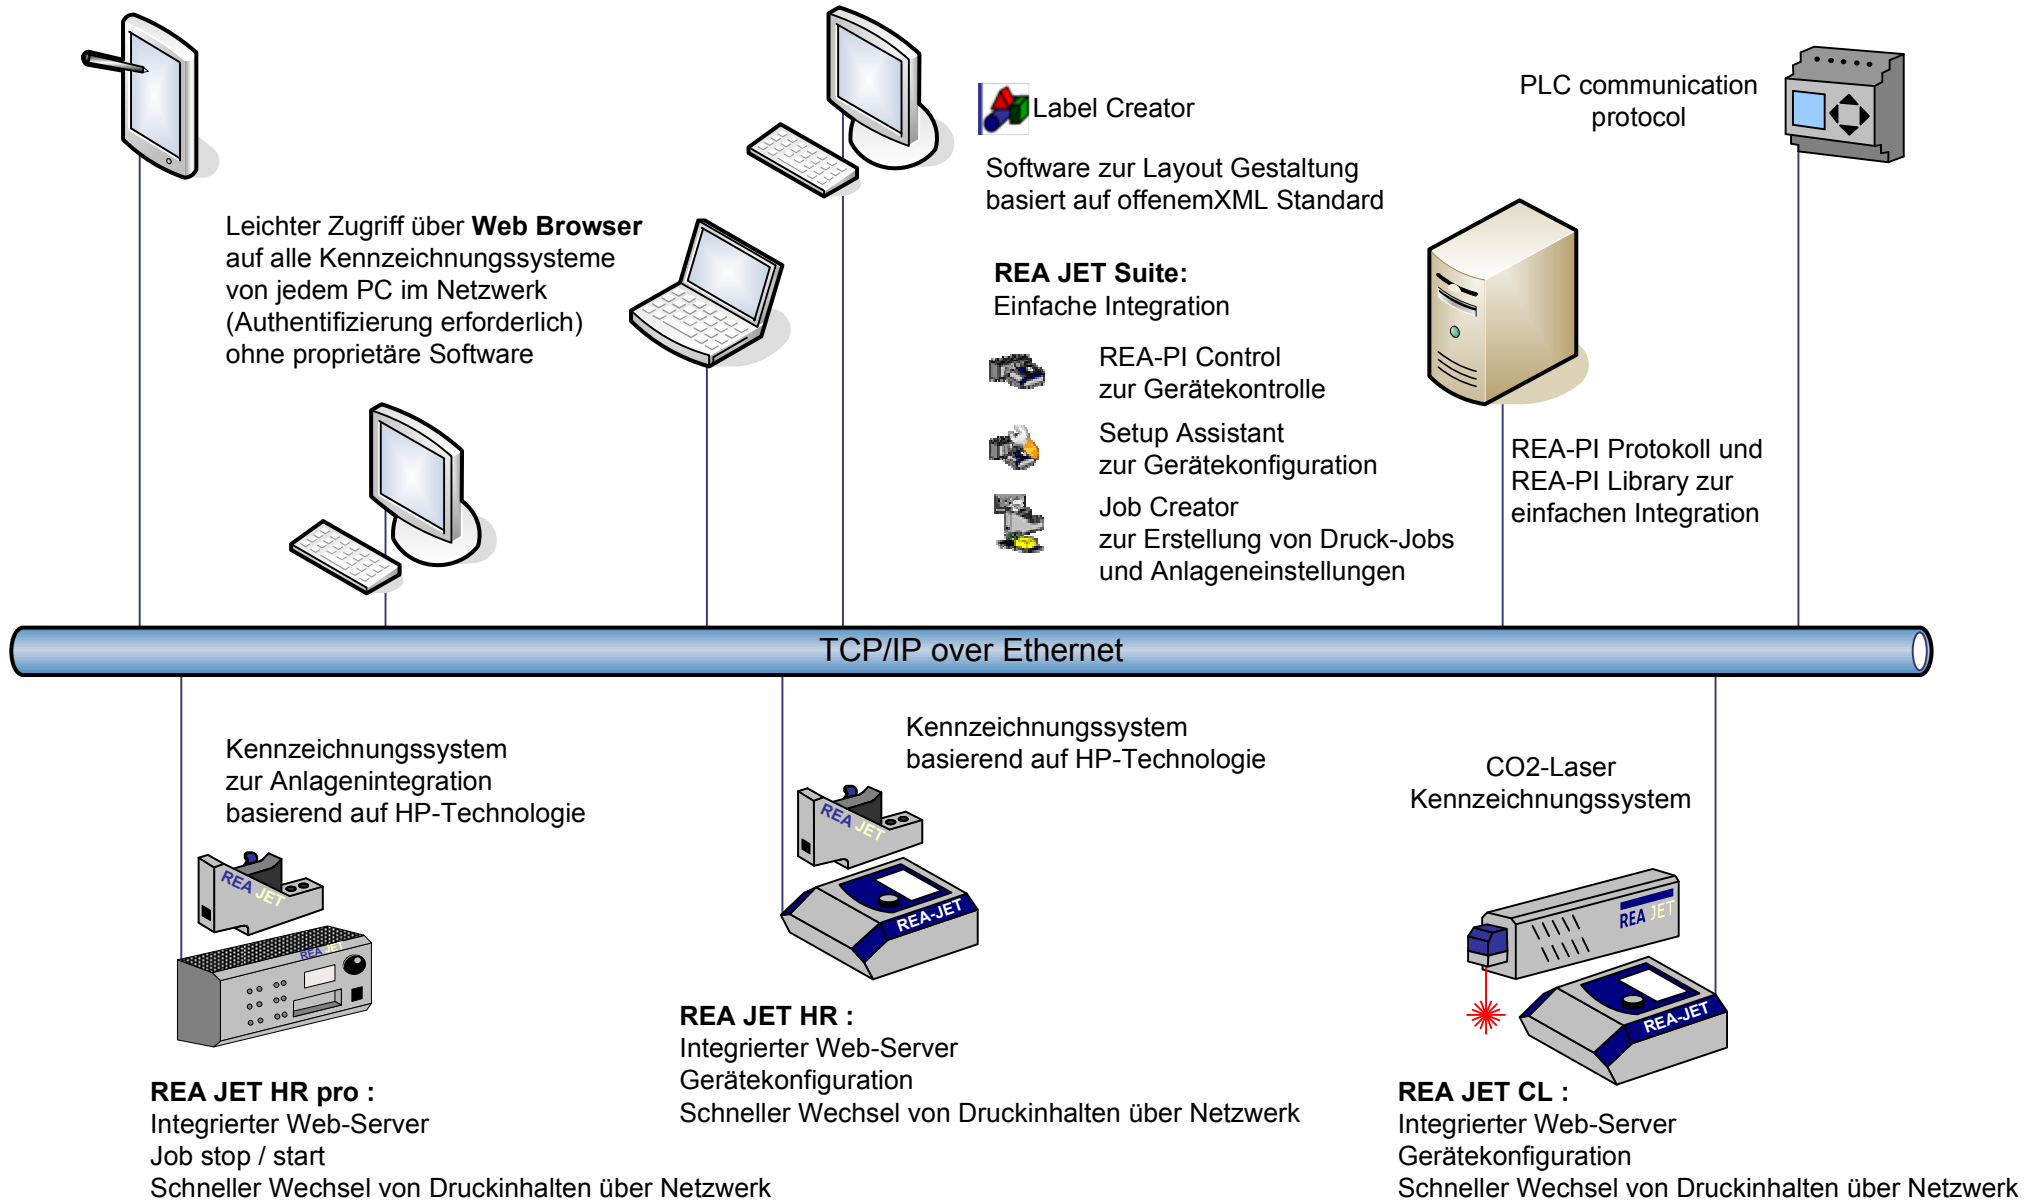 Label Creator
Software zur Layout Gestaltung
basiert auf offenemXML Standard
PLC communication
protocol
Leichter Zugriff über Web Browser
auf alle Kennzeichnungssysteme
von jedem PC im Netzwerk
(Authentifizierung erforderlich)
ohne proprietäre Software
REA JET Suite:
Einfache Integration
REA-PI Control
zur Gerätekontrolle
Setup Assistant
zur Gerätekonfiguration
Job Creator
zur Erstellung von Druck-Jobs
und Anlageneinstellungen
REA-PI Protokoll und
REA-PI Library zur
einfachen Integration
TCP/IP over Ethernet
Kennzeichnungssystem
zur Anlagenintegration
basierend auf HP-Technologie
REA JET
REA JET
REA JET HR pro :
Integrierter Web-Server
Job stop / start
Schneller Wechsel von Druckinhalten über Netzwerk
Kennzeichnungssystem
basierend auf HP-Technologie
REA JET
REA-JET
REA JET HR :
Integrierter Web-Server
Gerätekonfiguration
Schneller Wechsel von Druckinhalten über Netzwerk
CO2-Laser
Kennzeichnungssystem
REA JET
REA-JET
REA JET CL :
Integrierter Web-Server
Gerätekonfiguration
Schneller Wechsel von Druckinhalten über Netzwerk